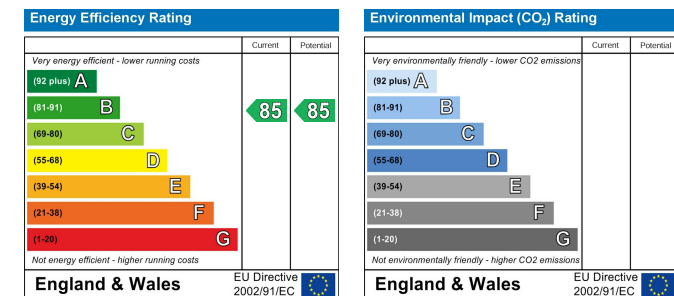 Energy Efficiency Rating
Current Potential
Very energy efficient - lower running costs
(92 plus) A
(81-91) B
85 85
(69-80) C
(55-68) D
(39-54) E
(21-38) F
(1-20) G
Not energy efficient - higher running costs
England & Wales
EU Directive
2002/91/EC
Environmental Impact (CO₂) Rating
Current Potential
Very environmentally friendly - lower CO2 emissions
(92 plus) A
(81-91) B
(69-80) C
(55-68) D
(39-54) E
(21-38) F
(1-20) G
Not environmentally friendly - higher CO2 emissions
England & Wales
EU Directive
2002/91/EC